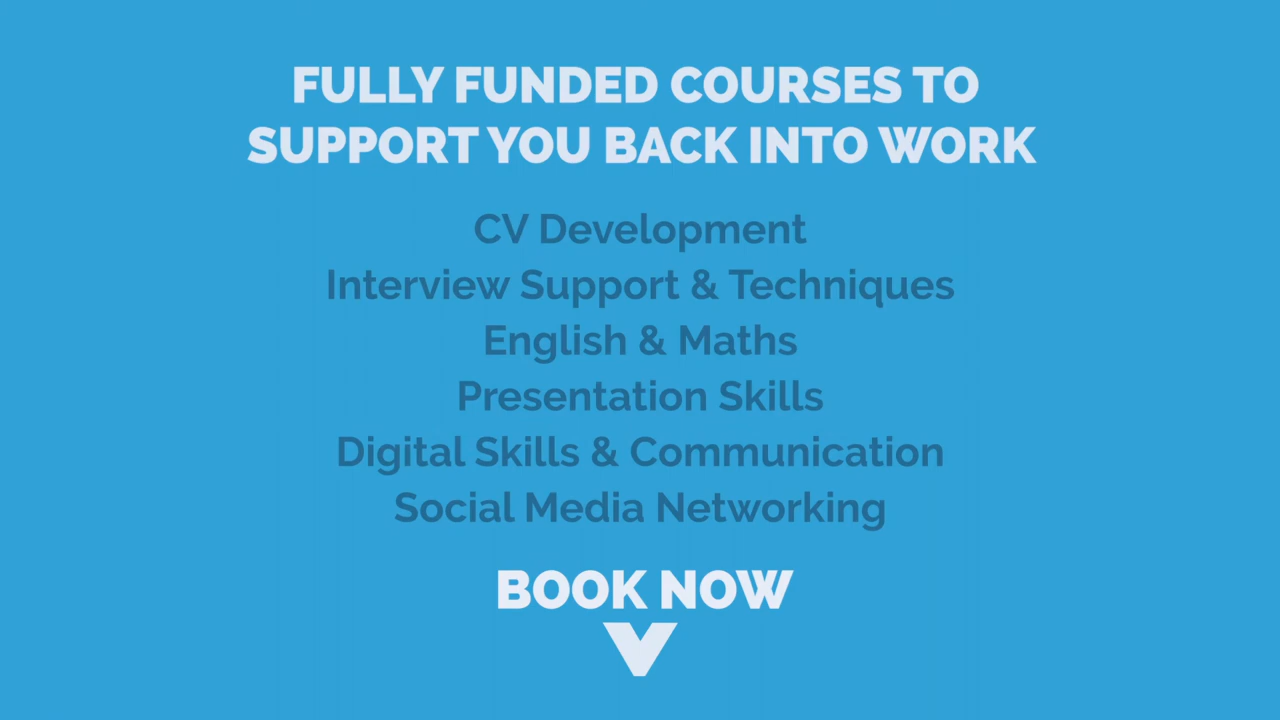 FULLY FUNDED COURSES TO
SUPPORT YOU BACK INTO WORK
CV Development
Interview Support & Techniques
English & Maths
Presentation Skills
Digital Skills & Communication
Social Media Networking
BOOK NOW